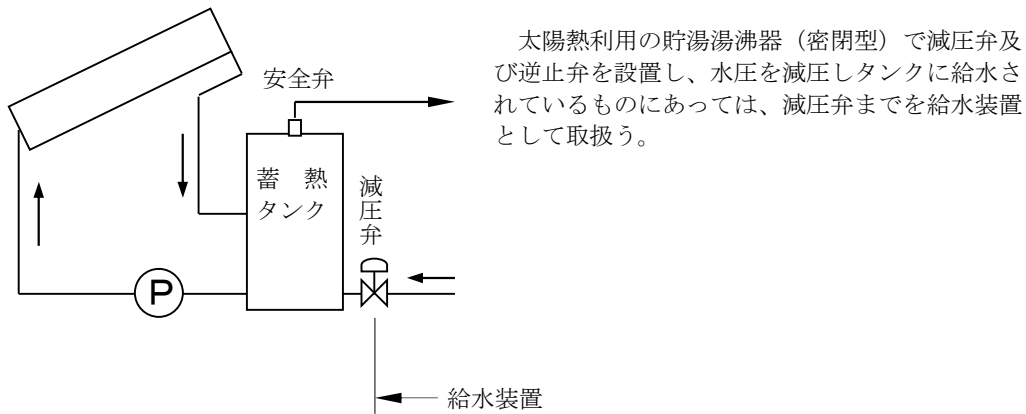 太陽熱利用の貯湯湯沸器（密閉型）で減圧弁及
び逆止弁を設置し、水圧を減圧しタンクに給水さ
れているものにあっては、減圧弁までを給水装置
として取扱う。
安全弁
蓄　熱
タンク
減圧弁
P
給水装置